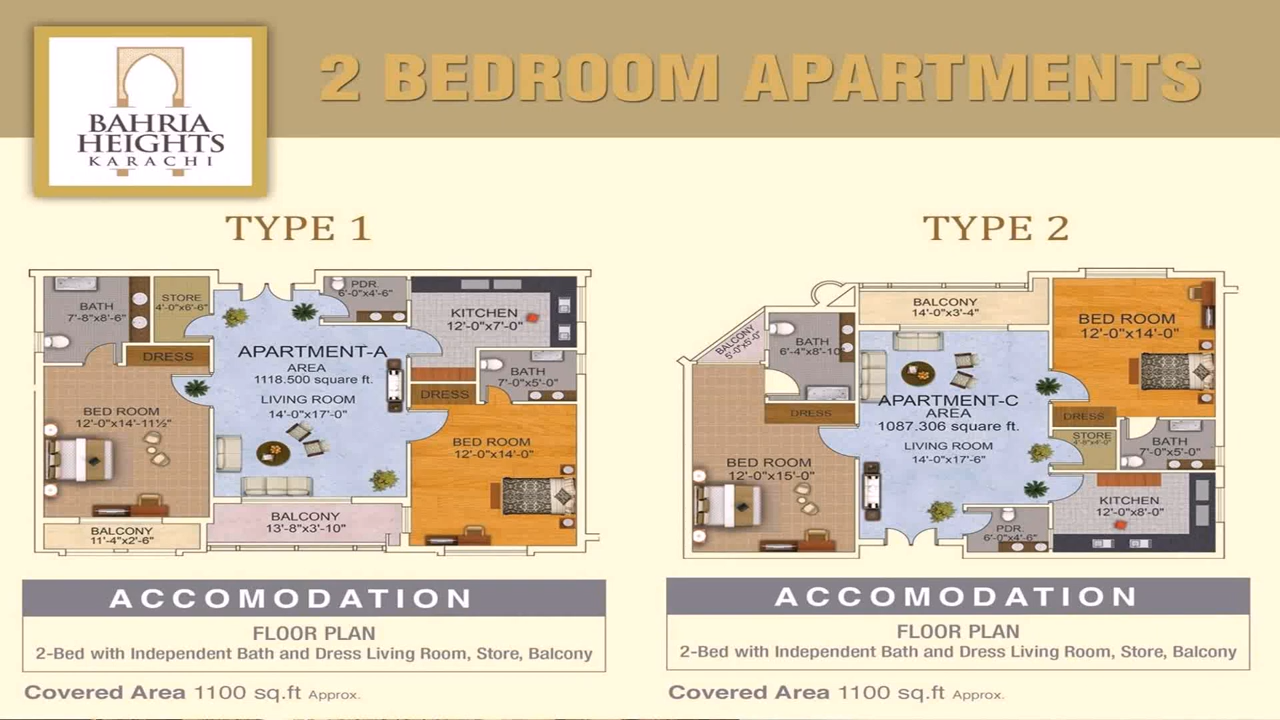 BAHRIA
HEIGHTS
KARACHI
2 BEDROOM APARTMENTS
TYPE 1
BATH
7'-8"x8'-6"
STORE
4'-0"x6'-6"
PDR.
6'-0"x4'-6"
KITCHEN
12'-0"x7'-0"
DRESS
APARTMENT-A
AREA
1118.500 square ft.
LIVING ROOM
14'-0"x17'-0"
BATH
7'-0"x5'-0"
DRESS
BED ROOM
12'-0"x14'-11½"
BED ROOM
12'-0"x14'-0"
BALCONY
11'-4"x2'-6"
BALCONY
13'-8"x3'-10"
ACCOMODATION
FLOOR PLAN
2-Bed with Independent Bath and Dress Living Room, Store, Balcony
Covered Area 1100 sq.ft Approx.
TYPE 2
BALCONY
5'-0"x5'-0"
BATH
6'-4"x8'-10
BALCONY
14'-0"x3'-4"
BED ROOM
12'-0"x14'-0"
DRESS
APARTMENT-C
AREA
1087.306 square ft.
LIVING ROOM
14'-0"x17'-6"
DRESS
STORE
BATH
7'-0"x5'-0"
BED ROOM
12'-0"x15'-0"
KITCHEN
12'-0"x8'-0"
PDR.
6'-0"x4'-6"
ACCOMODATION
FLOOR PLAN
2-Bed with Independent Bath and Dress Living Room, Store, Balcony
Covered Area 1100 sq.ft Approx.